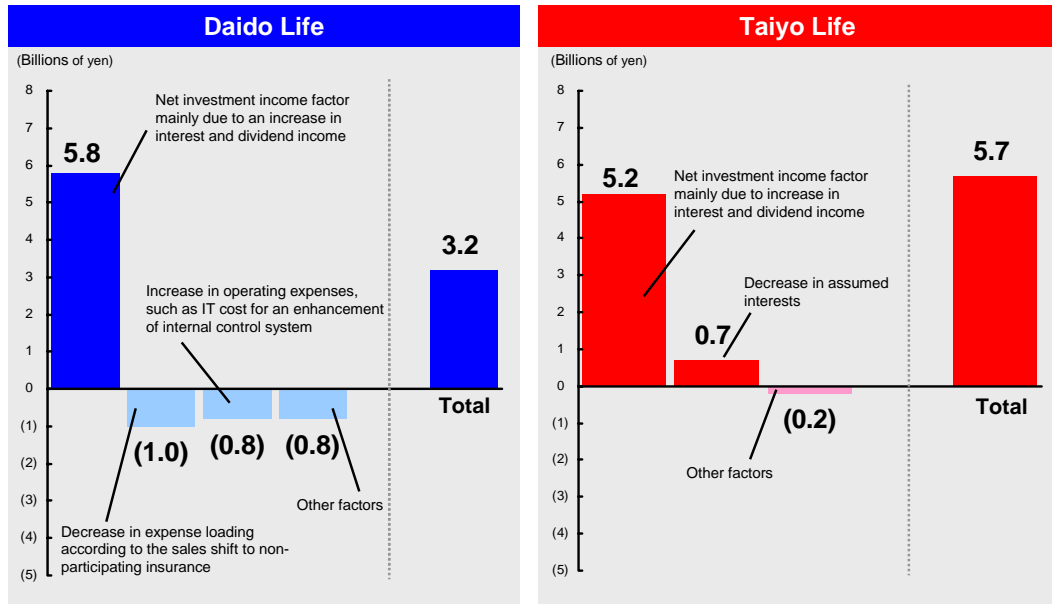 Daido Life
(Billions of yen)
8
7
6
5
4
3
2
1
0
(1)
(2)
(3)
(4)
(5)
Net investment income factor
mainly due to an increase in
interest and dividend income
5.8
3.2
Increase in operating expenses,
such as IT cost for an enhancement
of internal control system
Total
(1.0)
(0.8)
(0.8)
Other factors
Decrease in expense loading
according to the sales shift to non-
participating insurance
Taiyo Life
(Billions of yen)
8
7
6
5
4
3
2
1
0
(1)
(2)
(3)
(4)
(5)
5.7
5.2
Net investment income factor
mainly due to increase in
interest and dividend income
Decrease in assumed
interests
0.7
Total
(0.2)
Other factors